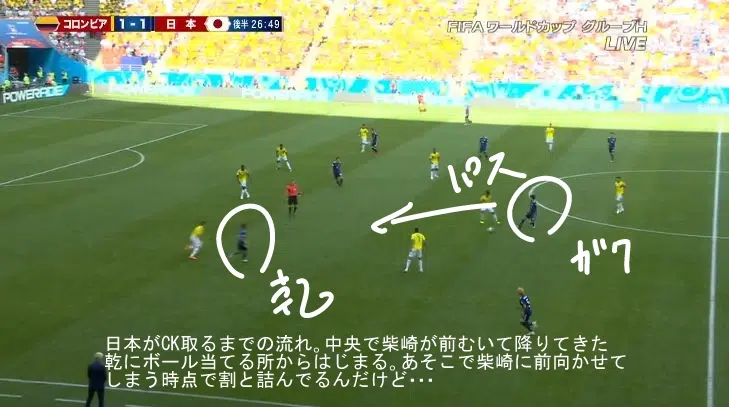 コロンビア 1-1 日本 後半 26:49
FIFA ワールドカップ グループH
LIVE
POWERADE
POWERADE
パス
ガク
乾
日本がCK取るまでの流れ。中央で柴崎が前むいて降りてきた
乾にボール当てる所からはじまる。あそこで柴崎に前向かせて
しまう時点で割と詰んでるんだけど・・・